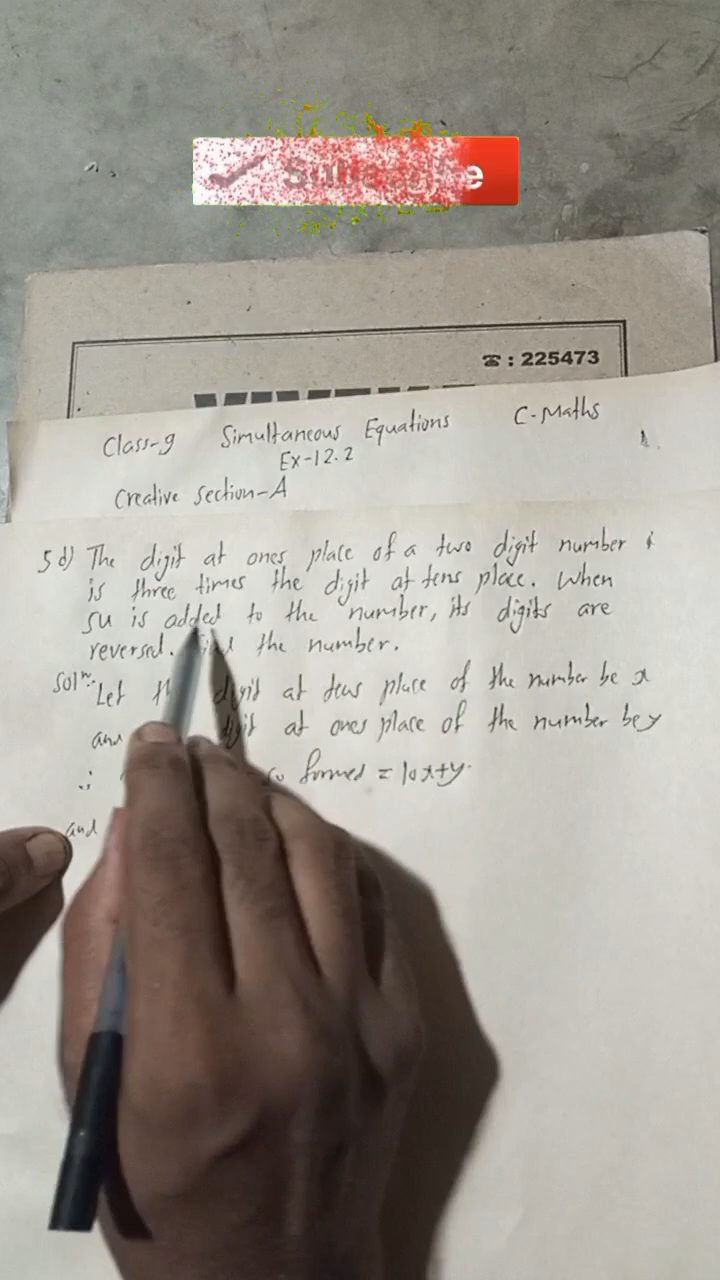 Subscribe
☎ : 225473
Class-9 Simultaneous Equations C-Maths
Ex-12.2
Creative Section-A
5 d) The digit at ones place of a two digit number
is three times the digit at tens place. When
54 is added to the number, its digits are
reversed. the number.
Solⁿ:- Let digit at tens place of the number be x
and digit at ones place of the number be y
∴ formed = 10x+y.
and